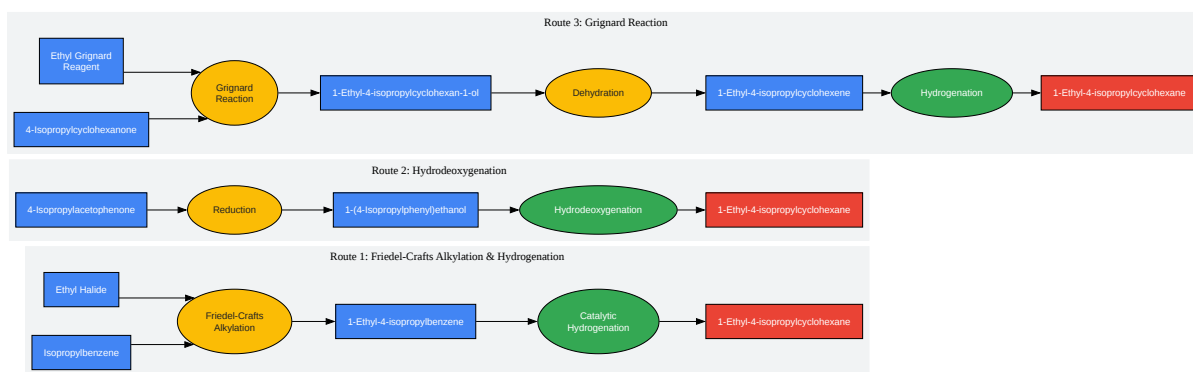 Route 3: Grignard Reaction
Ethyl Grignard
Reagent
4-Isopropylcyclohexanone
Grignard
Reaction
1-Ethyl-4-isopropylcyclohexan-1-ol
Dehydration
1-Ethyl-4-isopropylcyclohexene
Hydrogenation
1-Ethyl-4-isopropylcyclohexane
Route 2: Hydrodeoxygenation
4-Isopropylacetophenone
Reduction
1-(4-Isopropylphenyl)ethanol
Hydrodeoxygenation
1-Ethyl-4-isopropylcyclohexane
Route 1: Friedel-Crafts Alkylation & Hydrogenation
Ethyl Halide
Isopropylbenzene
Friedel-Crafts
Alkylation
1-Ethyl-4-isopropylbenzene
Catalytic
Hydrogenation
1-Ethyl-4-isopropylcyclohexane